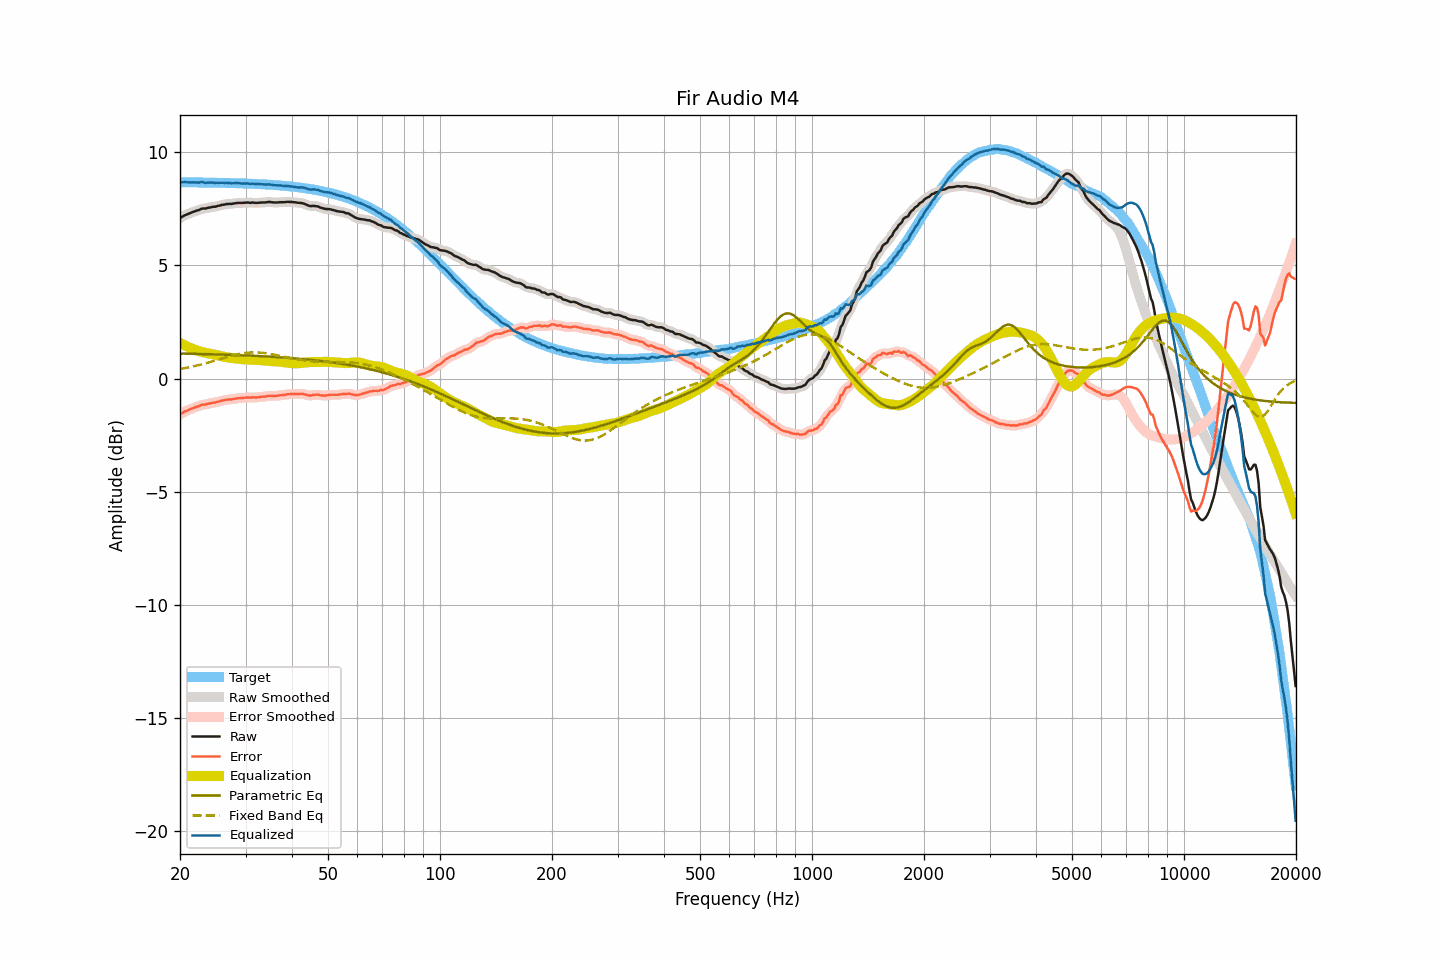 Fir Audio M4
Amplitude (dBr)
10
5
0
−5
−10
−15
−20
Target
Raw Smoothed
Error Smoothed
Raw
Error
Equalization
Parametric Eq
Fixed Band Eq
Equalized
20 50 100 200 500 1000 2000 5000 10000 20000
Frequency (Hz)